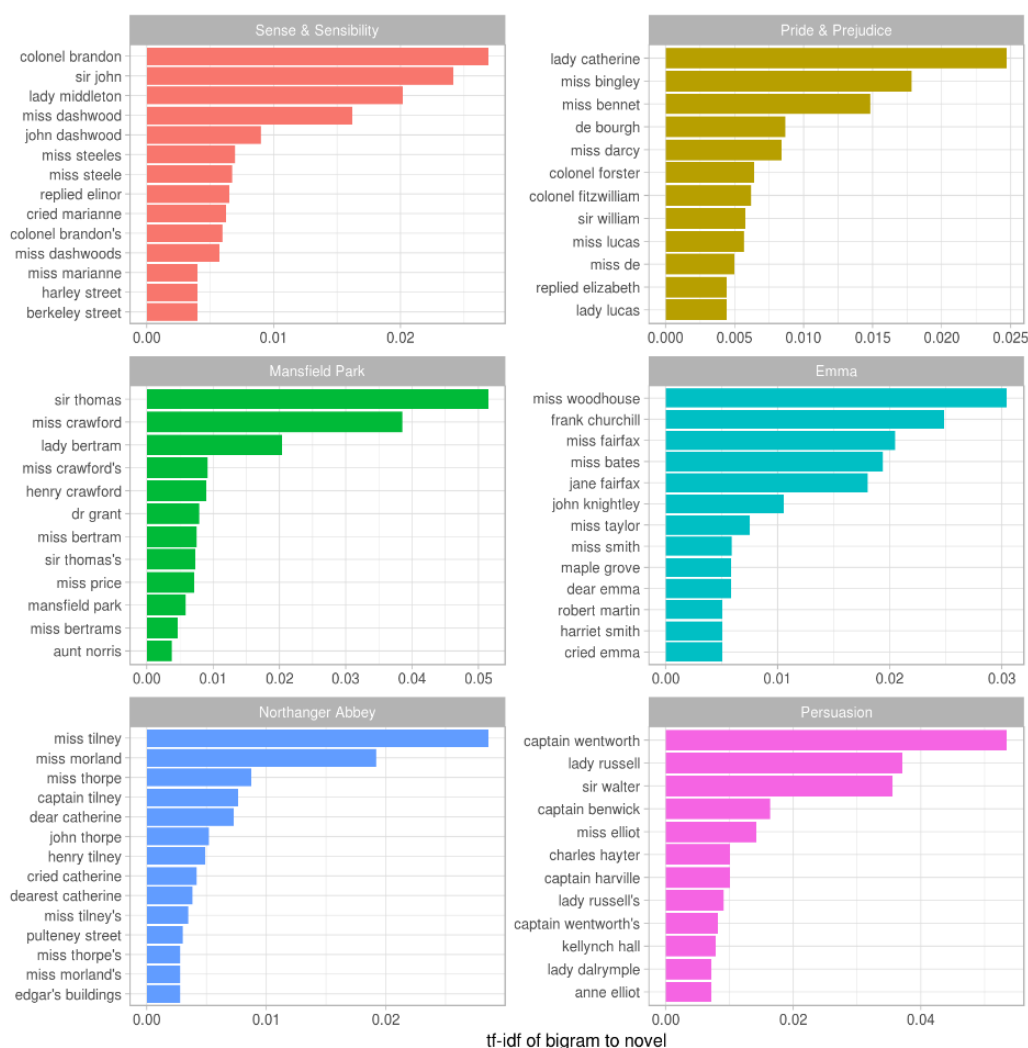 Sense & Sensibility
colonel brandon
sir john
lady middleton
miss dashwood
john dashwood
miss steeles
miss steele
replied elinor
cried marianne
colonel brandon's
miss dashwoods
miss marianne
harley street
berkeley street
0.00 0.01 0.02
Pride & Prejudice
lady catherine
miss bingley
miss bennet
de bourgh
miss darcy
colonel forster
colonel fitzwilliam
sir william
miss lucas
miss de
replied elizabeth
lady lucas
0.000 0.005 0.010 0.015 0.020 0.025
Mansfield Park
sir thomas
miss crawford
lady bertram
miss crawford's
henry crawford
dr grant
miss bertram
sir thomas's
miss price
mansfield park
miss bertrams
aunt norris
0.00 0.01 0.02 0.03 0.04 0.05
Emma
miss woodhouse
frank churchill
miss fairfax
miss bates
jane fairfax
john knightley
miss taylor
miss smith
maple grove
dear emma
robert martin
harriet smith
cried emma
0.00 0.01 0.02 0.03
Northanger Abbey
miss tilney
miss morland
miss thorpe
captain tilney
dear catherine
john thorpe
henry tilney
cried catherine
dearest catherine
miss tilney's
pulteney street
miss thorpe's
miss morland's
edgar's buildings
0.00 0.01 0.02
Persuasion
captain wentworth
lady russell
sir walter
captain benwick
miss elliot
charles hayter
captain harville
lady russell's
captain wentworth's
kellynch hall
lady dalrymple
anne elliot
0.00 0.02 0.04
tf-idf of bigram to novel